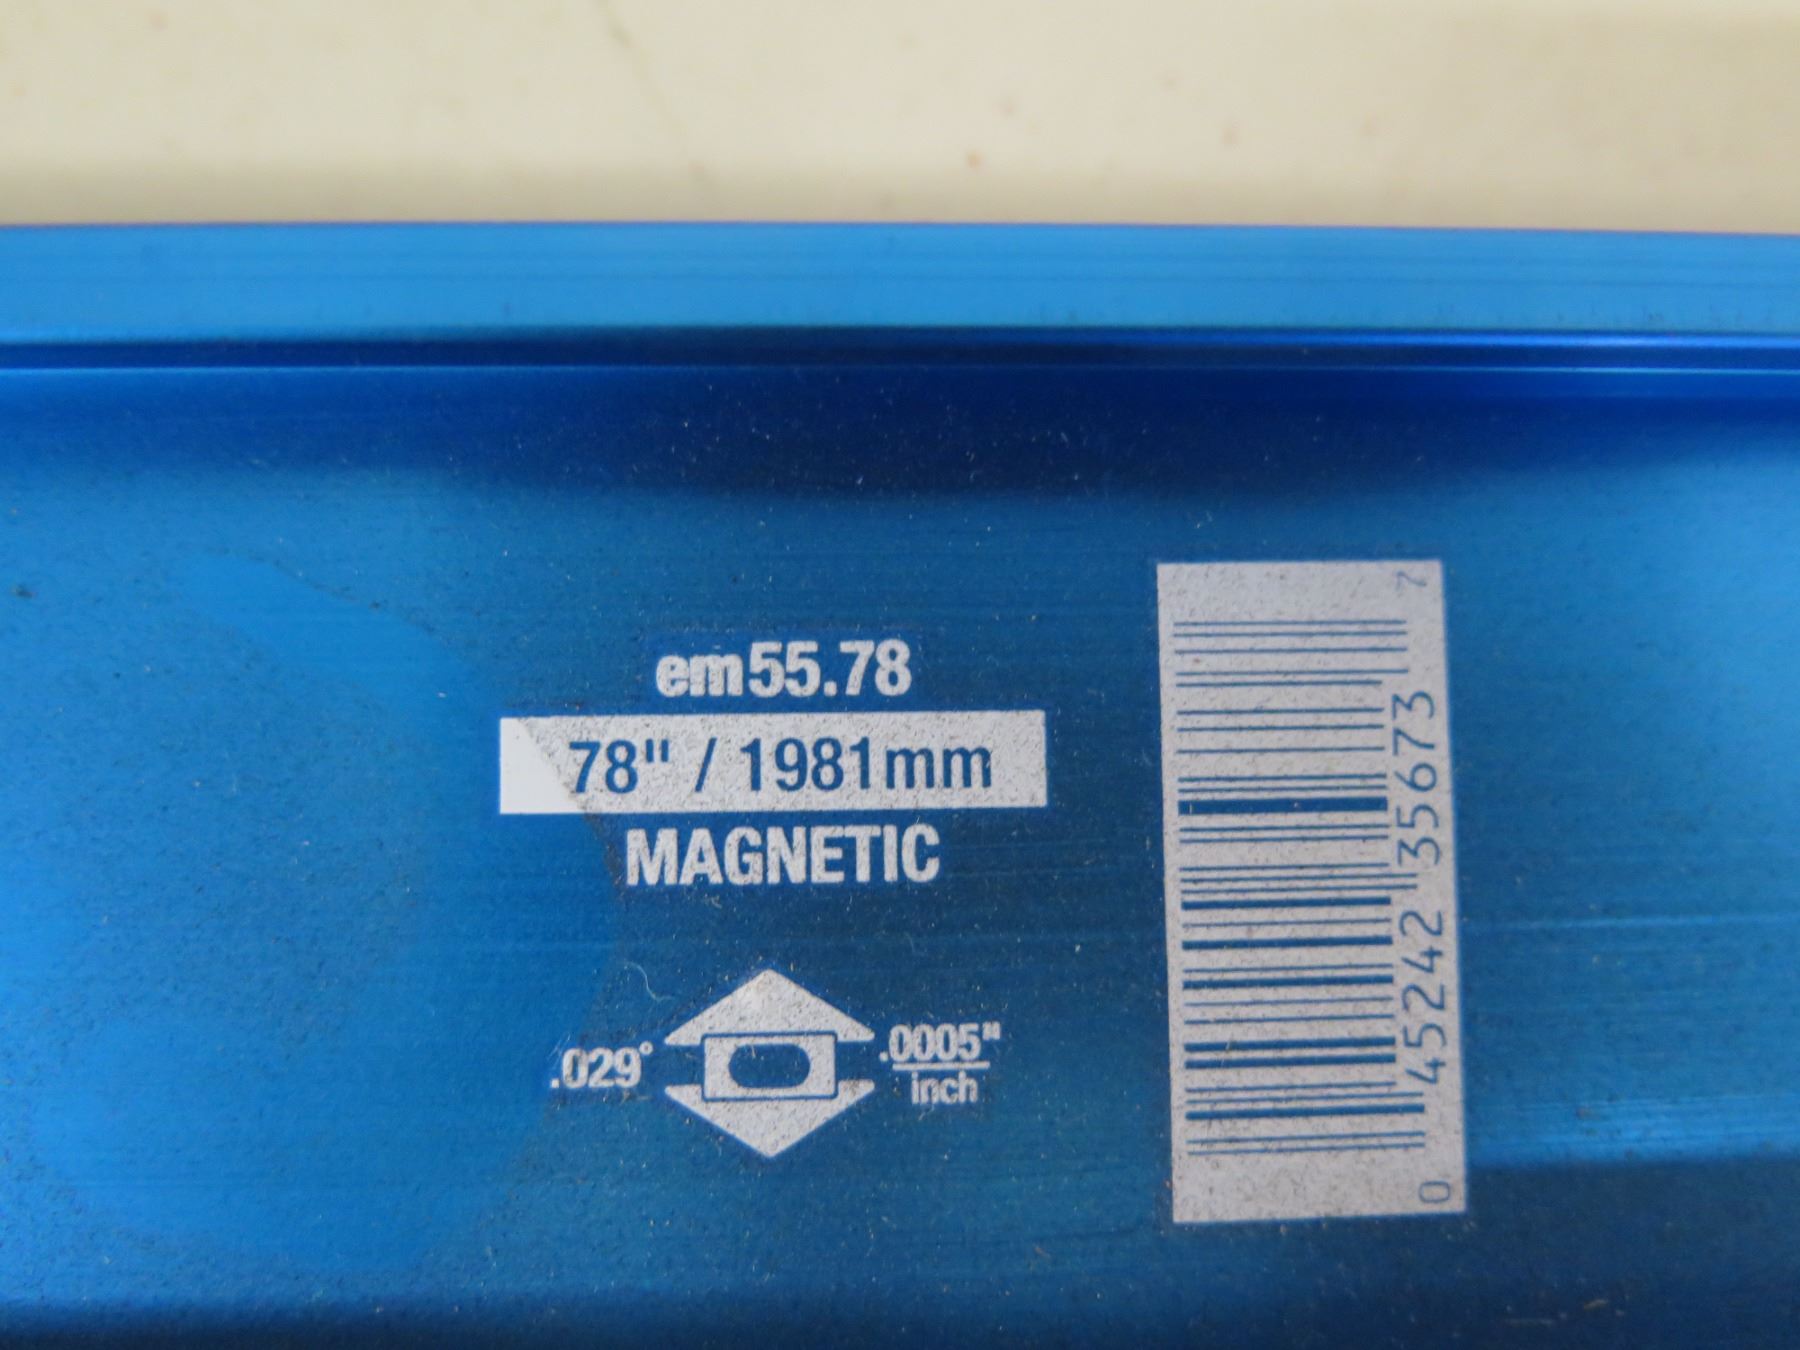 em55.78
78" / 1981mm
MAGNETIC
.029°
.0005"
inch
0 45242 35673 7